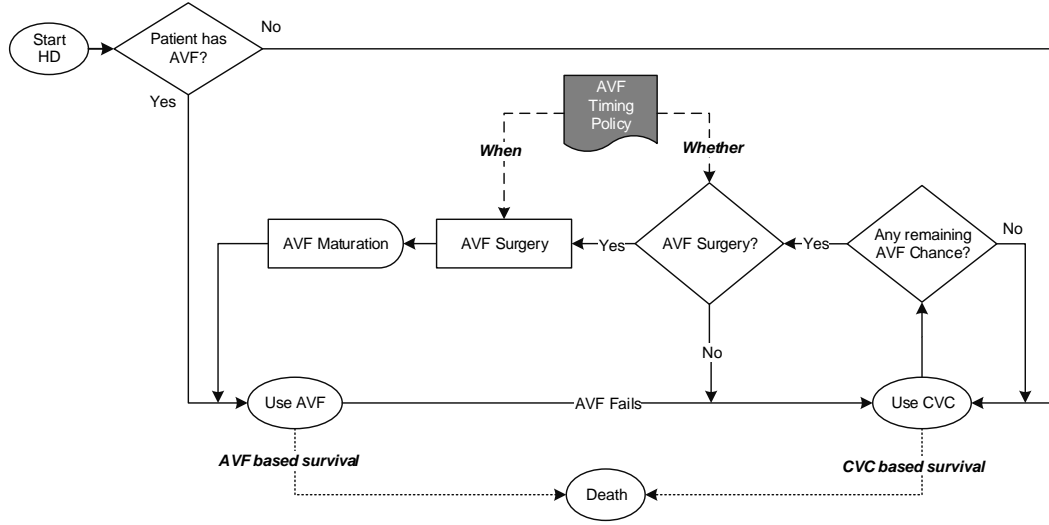 Start
HD
Patient has
AVF?
No
Yes
AVF
Timing
Policy
When
Whether
AVF Maturation
AVF Surgery
Yes
AVF Surgery?
Yes
Any remaining
AVF Chance?
No
No
Use AVF
AVF Fails
Use CVC
AVF based survival
CVC based survival
Death